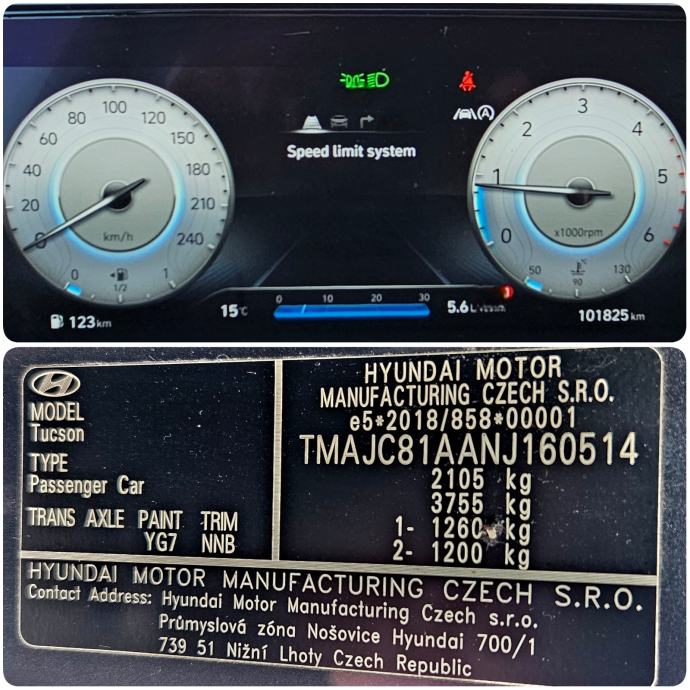 0 20 40 60 80 100 120 150 180 210 240
km/h
0 1/2 1
Speed limit system
A
0 1 2 3 4 5 6
x1000rpm
50 90 130
15°C
0 10 20 30
123km
101825km
MODEL
Tucson
TYPE
Passenger Car
TRANS AXLE PAINT TRIM
YG7 NNB
HYUNDAI MOTOR
MANUFACTURING CZECH S.R.O.
e5*2018/858*00001
TMAJC81AANJ160514
2105 kg
3755 kg
1- 1260 kg
2- 1200 kg
HYUNDAI MOTOR MANUFACTURING CZECH S.R.O.
Contact Address: Hyundai Motor Manufacturing Czech s.r.o.
Průmyslová zóna Nošovice Hyundai 700/1
739 51 Nižní Lhoty Czech Republic